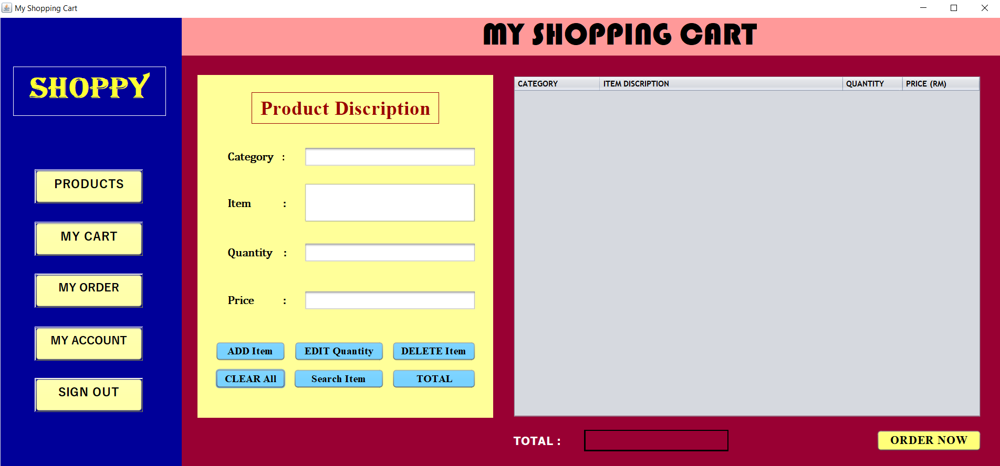 My Shopping Cart
MY SHOPPING CART
SHOPPY
PRODUCTS
MY CART
MY ORDER
MY ACCOUNT
SIGN OUT
Product Discription
Category :
Item :
Quantity :
Price :
ADD Item EDIT Quantity DELETE Item
CLEAR All Search Item TOTAL
CATEGORY ITEM DISCRIPTION QUANTITY PRICE (RM)
TOTAL :
ORDER NOW